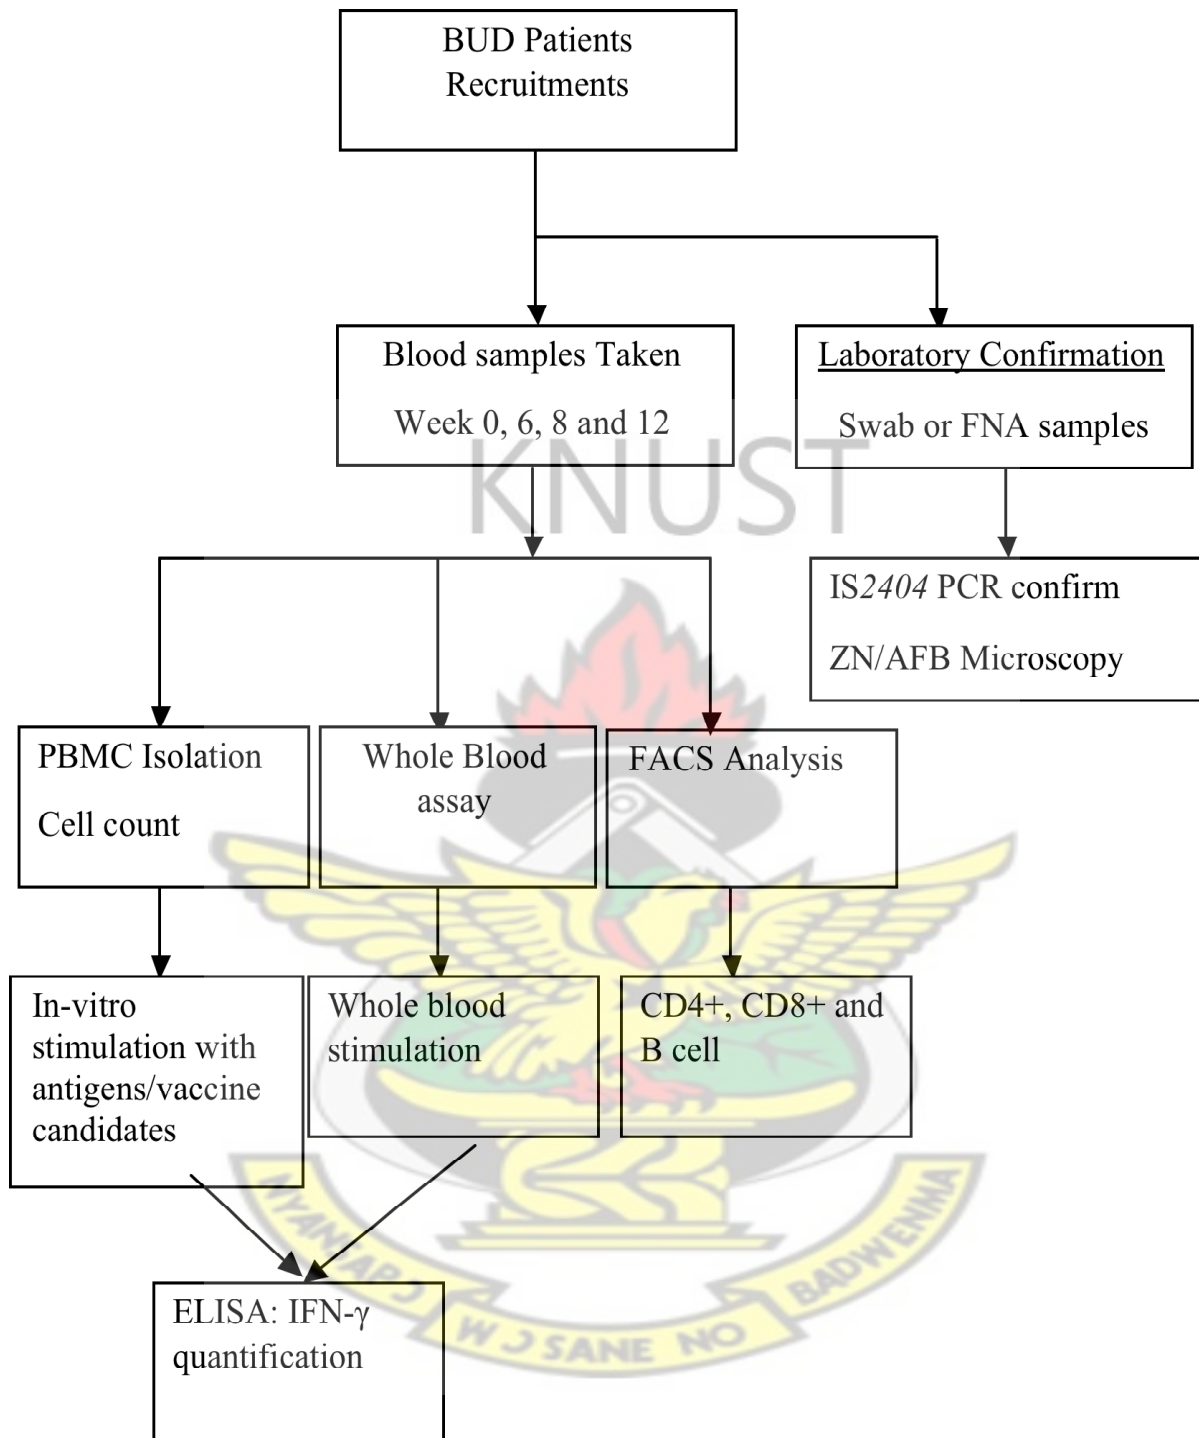 BUD Patients
Recruitments
Blood samples Taken
Week 0, 6, 8 and 12
Laboratory Confirmation
Swab or FNA samples
KNUST
IS2404 PCR confirm
ZN/AFB Microscopy
PBMC Isolation
Cell count
Whole Blood
assay
FACS Analysis
In-vitro
stimulation with
antigens/vaccine
candidates
Whole blood
stimulation
CD4+, CD8+ and
B cell
ELISA: IFN-γ
quantification
NYANSAPƆ
W Ɔ SANE NO
BADWENMA